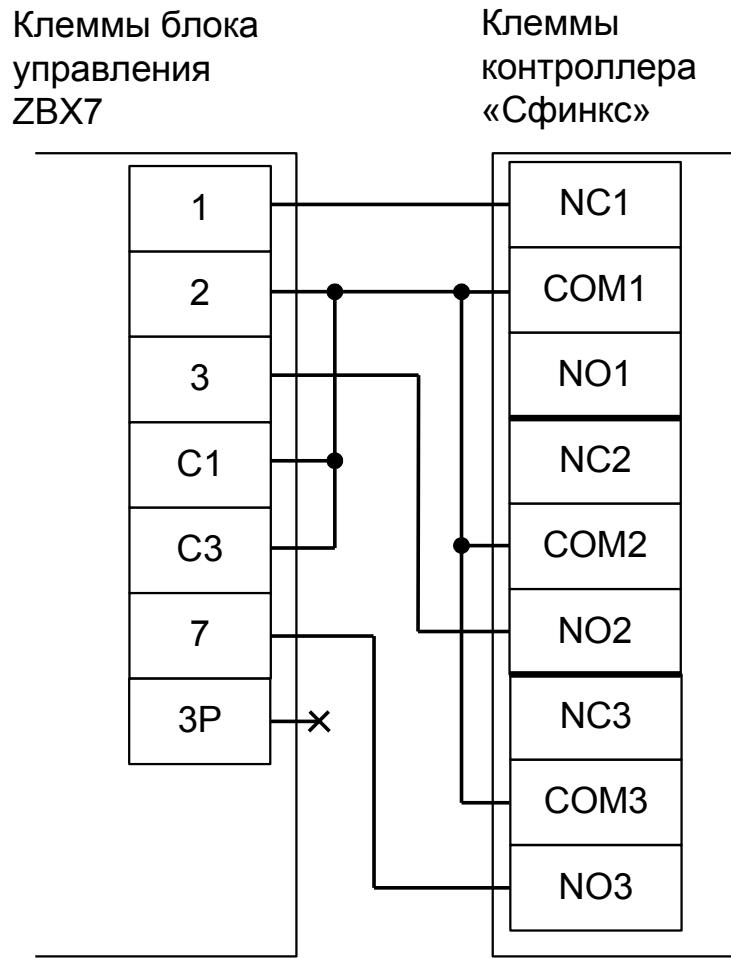 Клеммы блока
управления
ZBX7
Клеммы
контроллера
«Сфинкс»
1
2
3
C1
C3
7
3P
NC1
COM1
NO1
NC2
COM2
NO2
NC3
COM3
NO3